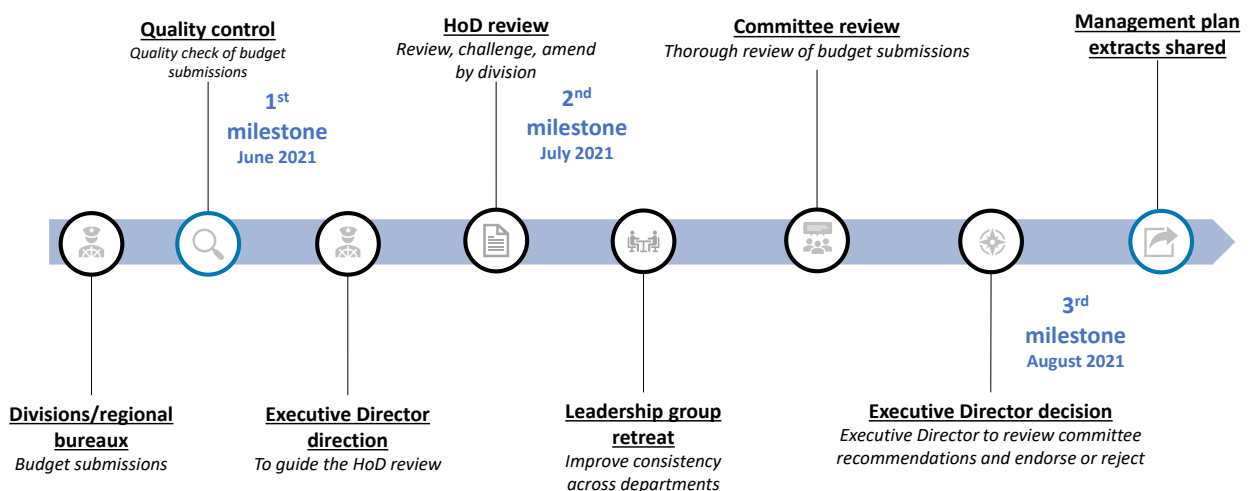 Quality control
Quality check of budget
submissions
HoD review
Review, challenge, amend
by division
Committee review
Thorough review of budget submissions
Management plan
extracts shared
1st
milestone
June 2021
2nd
milestone
July 2021
3rd
milestone
August 2021
Divisions/regional
bureaux
Budget submissions
Executive Director
direction
To guide the HoD review
Leadership group
retreat
Improve consistency
across departments
Executive Director decision
Executive Director to review committee
recommendations and endorse or reject